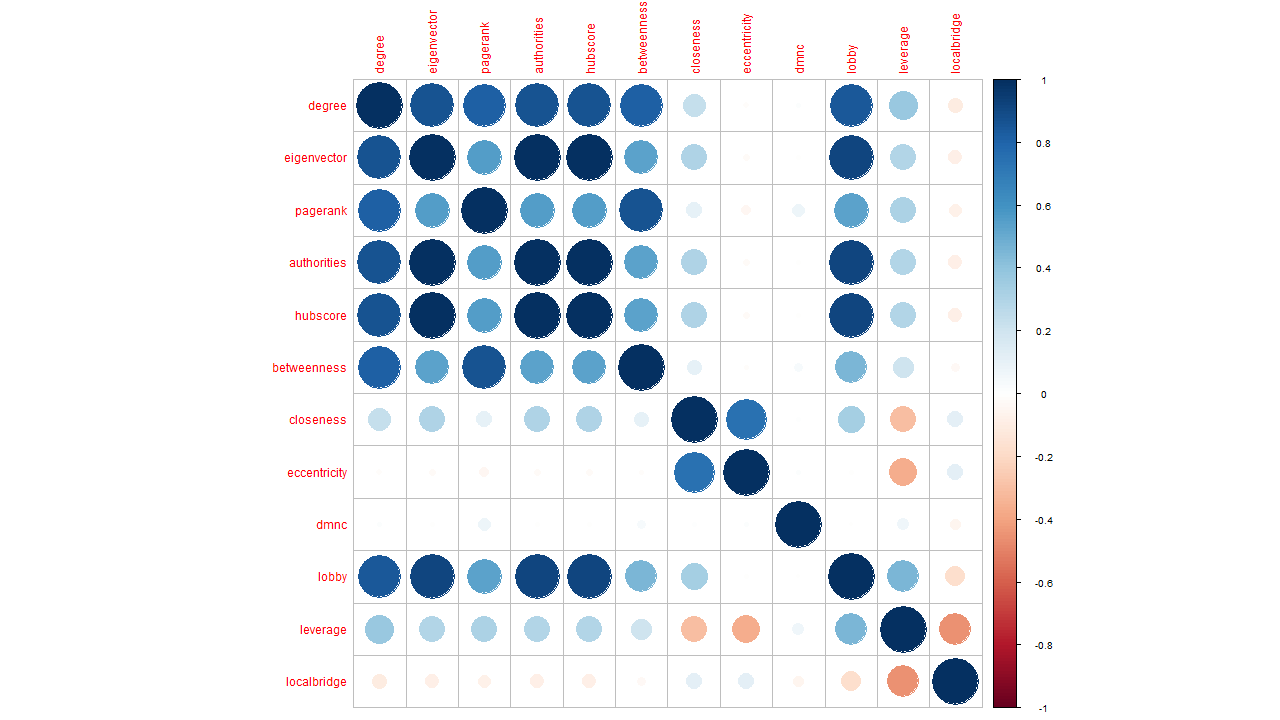 degree
eigenvector
pagerank
authorities
hubscore
betweenness
closeness
eccentricity
dmnc
lobby
leverage
localbridge
degree
eigenvector
pagerank
authorities
hubscore
betweenness
closeness
eccentricity
dmnc
lobby
leverage
localbridge
1
0.8
0.6
0.4
0.2
0
-0.2
-0.4
-0.6
-0.8
-1